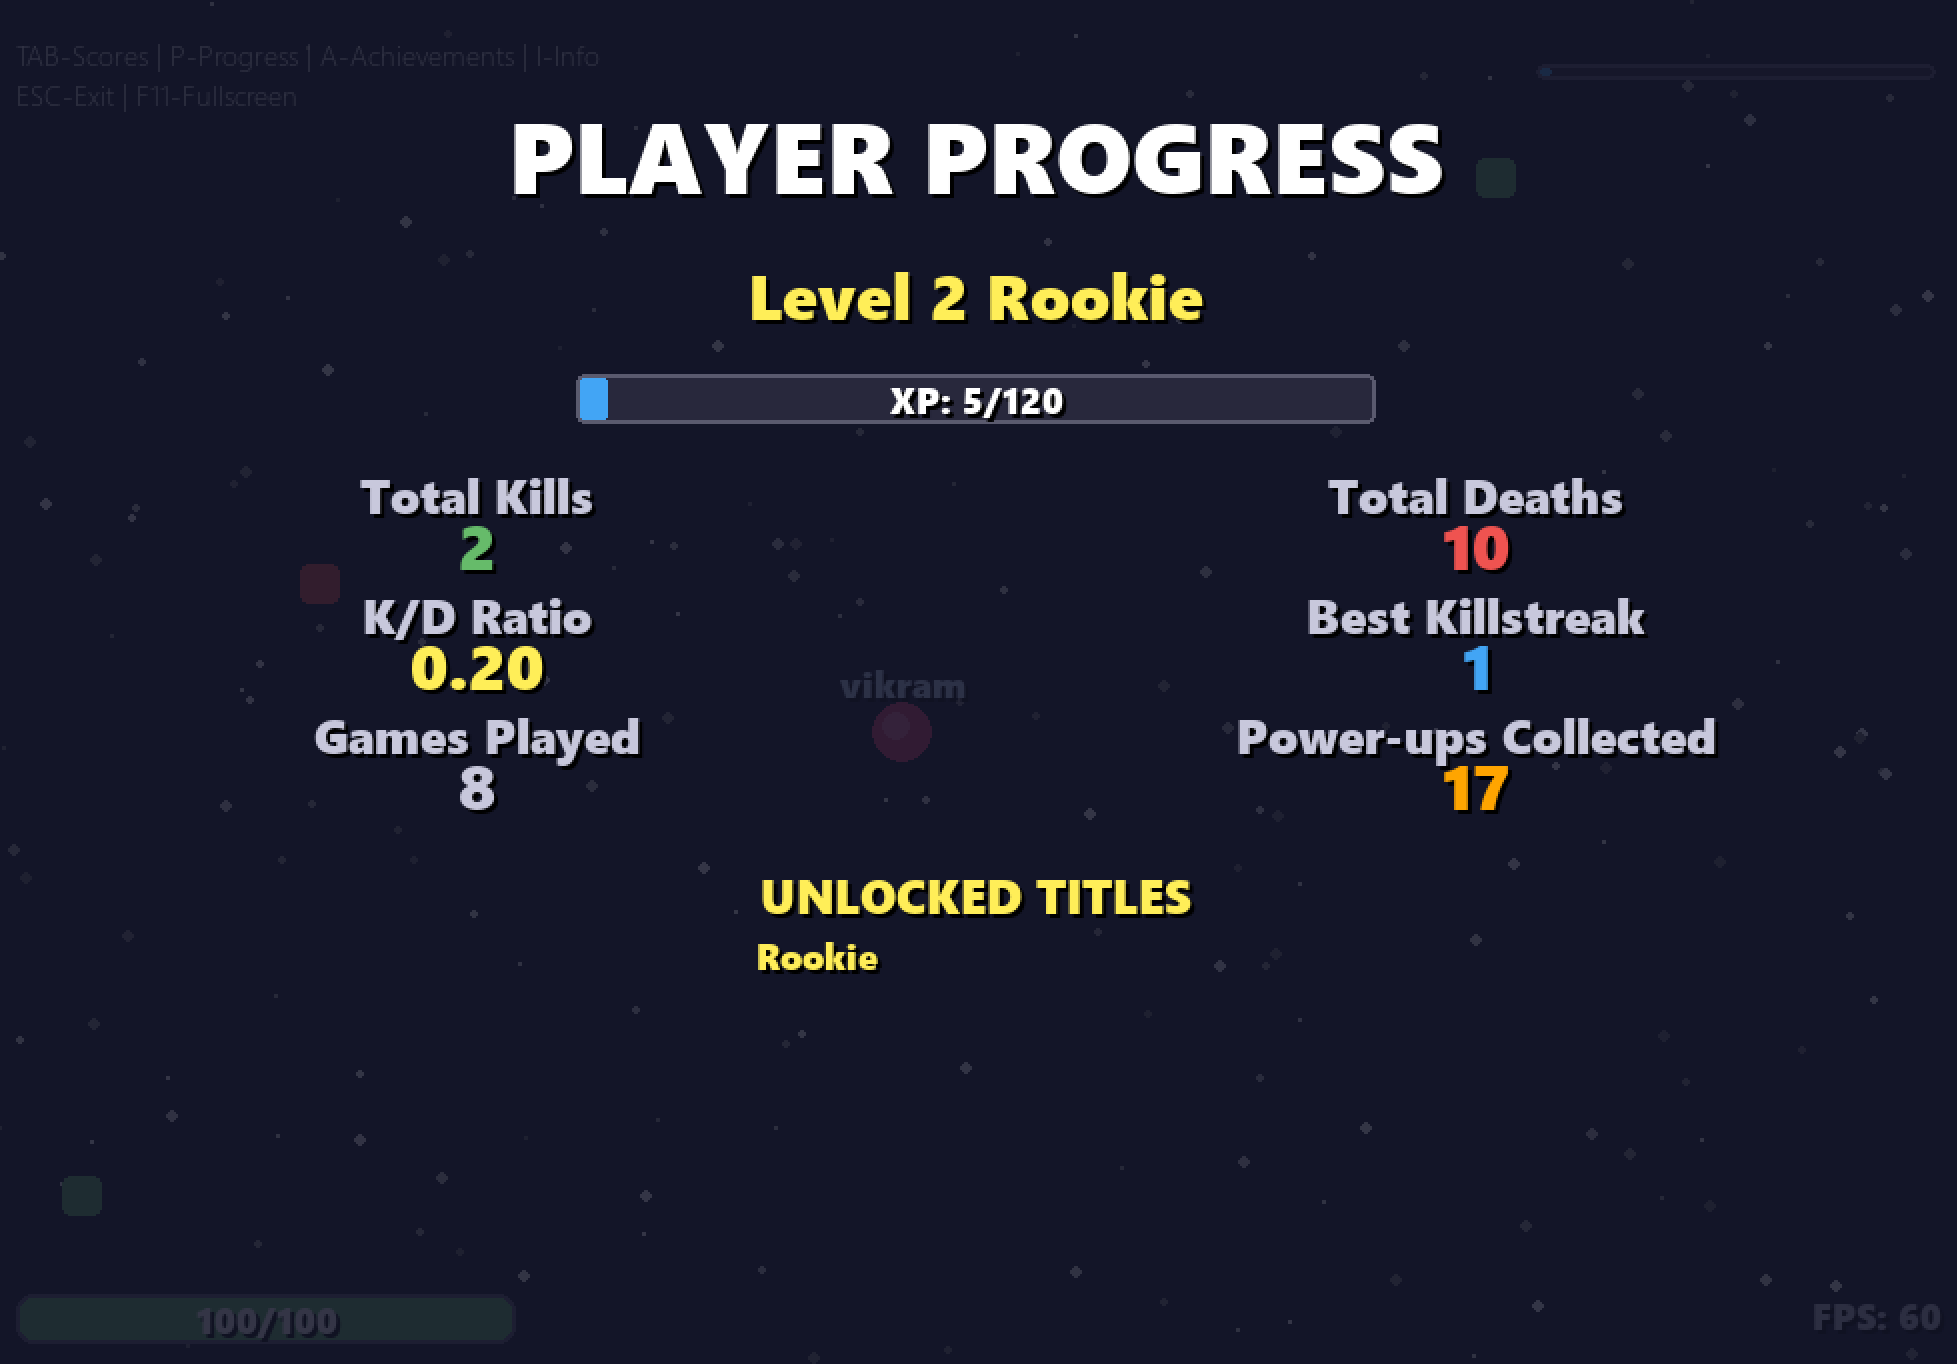 TAB-Scores | P-Progress | A-Achievements | I-Info
ESC-Exit | F11-Fullscreen
PLAYER PROGRESS
Level 2 Rookie
XP: 5/120
Total Kills
2
Total Deaths
10
K/D Ratio
0.20
Best Killstreak
1
vikram
Games Played
8
Power-ups Collected
17
UNLOCKED TITLES
Rookie
100/100
FPS: 60